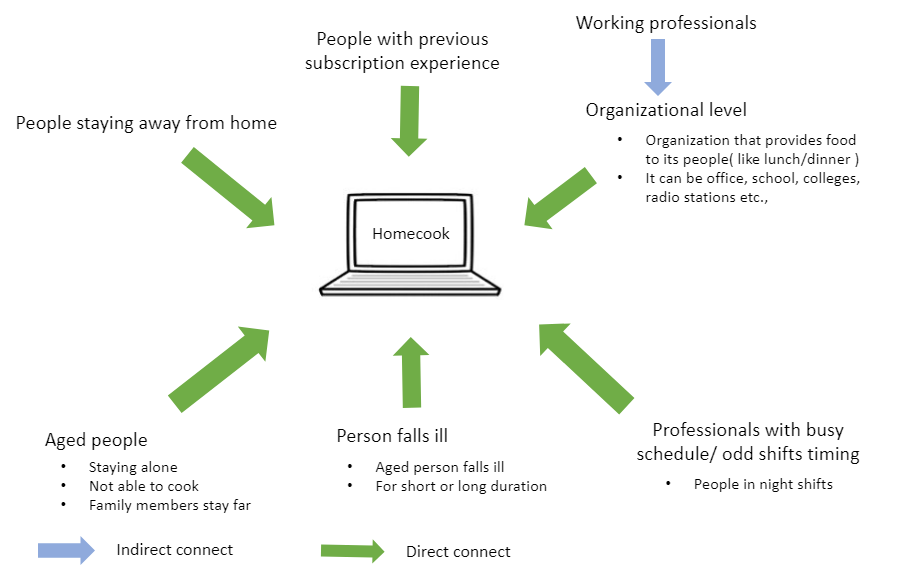 Working professionals
People with previous
subscription experience
Organizational level
People staying away from home
• Organization that provides food
to its people( like lunch/dinner )
• It can be office, school, colleges,
radio stations etc.,
Homecook
Aged people
• Staying alone
• Not able to cook
• Family members stay far
Person falls ill
• Aged person falls ill
• For short or long duration
Professionals with busy
schedule/ odd shifts timing
• People in night shifts
Indirect connect
Direct connect